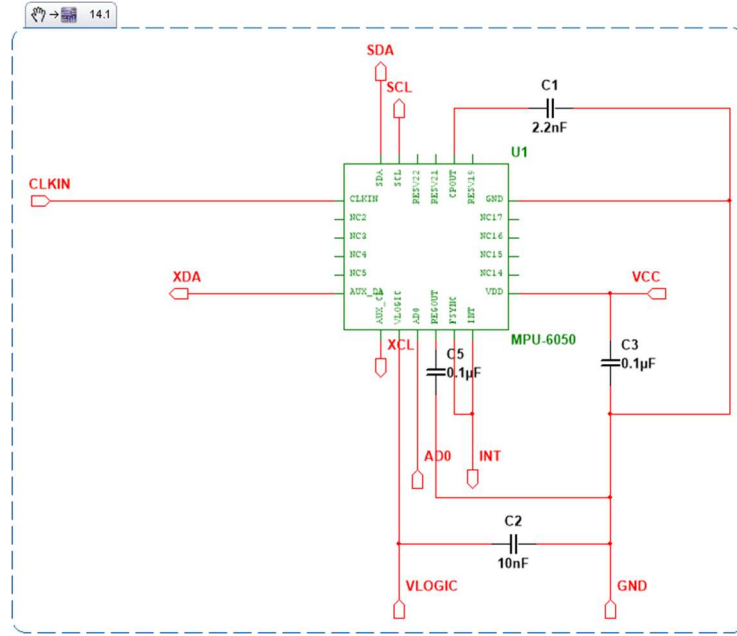 14.1
SDA
SCL
C1
2.2nF
U1
SDA
SCL
RESV22
RESV21
CPOUT
RESV19
CLKIN
CLKIN
GND
NC2
NC17
NC3
NC16
NC4
NC15
NC5
NC14
XDA
AUX_DA
VDD
VCC
AUX_CL
VLOGIC
AD0
REGOUT
FSYNC
INT
MPU-6050
XCL
C5
0.1µF
C3
0.1µF
AD0
INT
C2
10nF
VLOGIC
GND